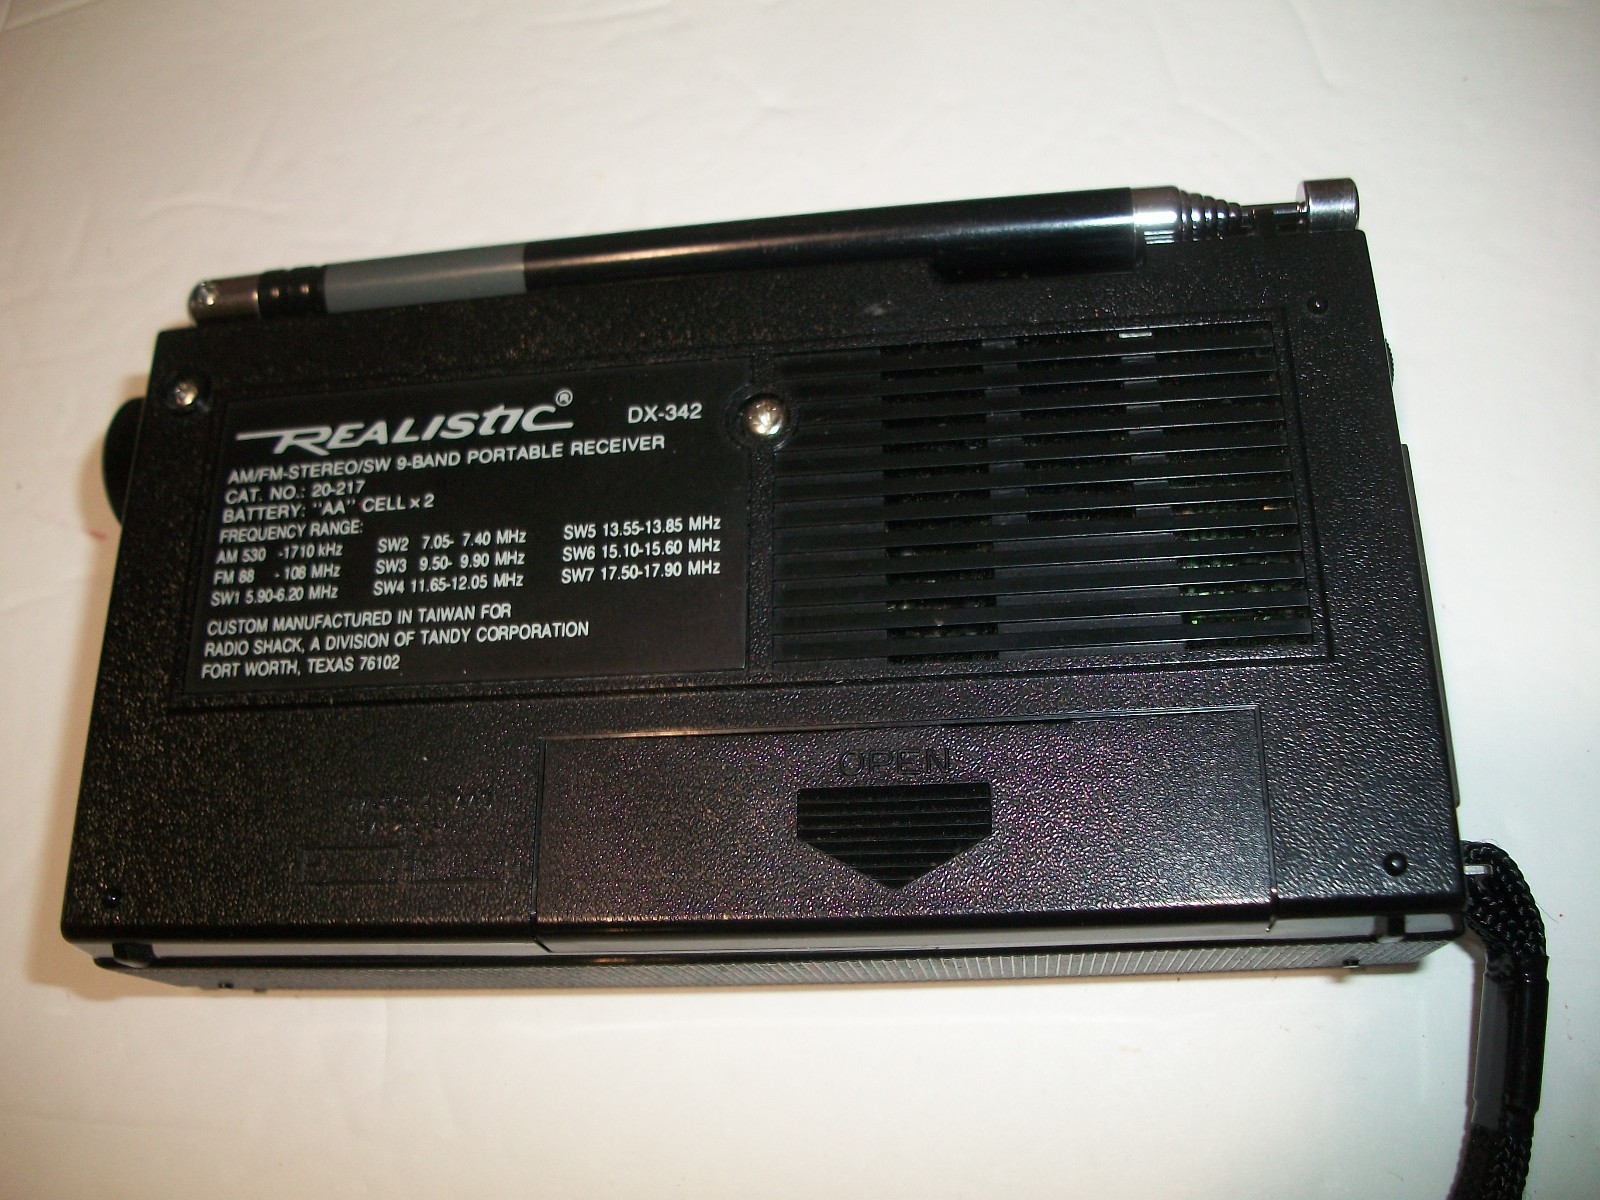 REALISTIC® DX-342
AM/FM-STEREO/SW 9-BAND PORTABLE RECEIVER
CAT. NO.: 20-217
BATTERY: "AA" CELL x 2
FREQUENCY RANGE:
AM 530 -1710 kHz SW2 7.05- 7.40 MHz SW5 13.55-13.85 MHz
FM 88 - 108 MHz SW3 9.50- 9.90 MHz SW6 15.10-15.60 MHz
SW1 5.90-6.20 MHz SW4 11.65-12.05 MHz SW7 17.50-17.90 MHz
CUSTOM MANUFACTURED IN TAIWAN FOR
RADIO SHACK, A DIVISION OF TANDY CORPORATION
FORT WORTH, TEXAS 76102
OPEN